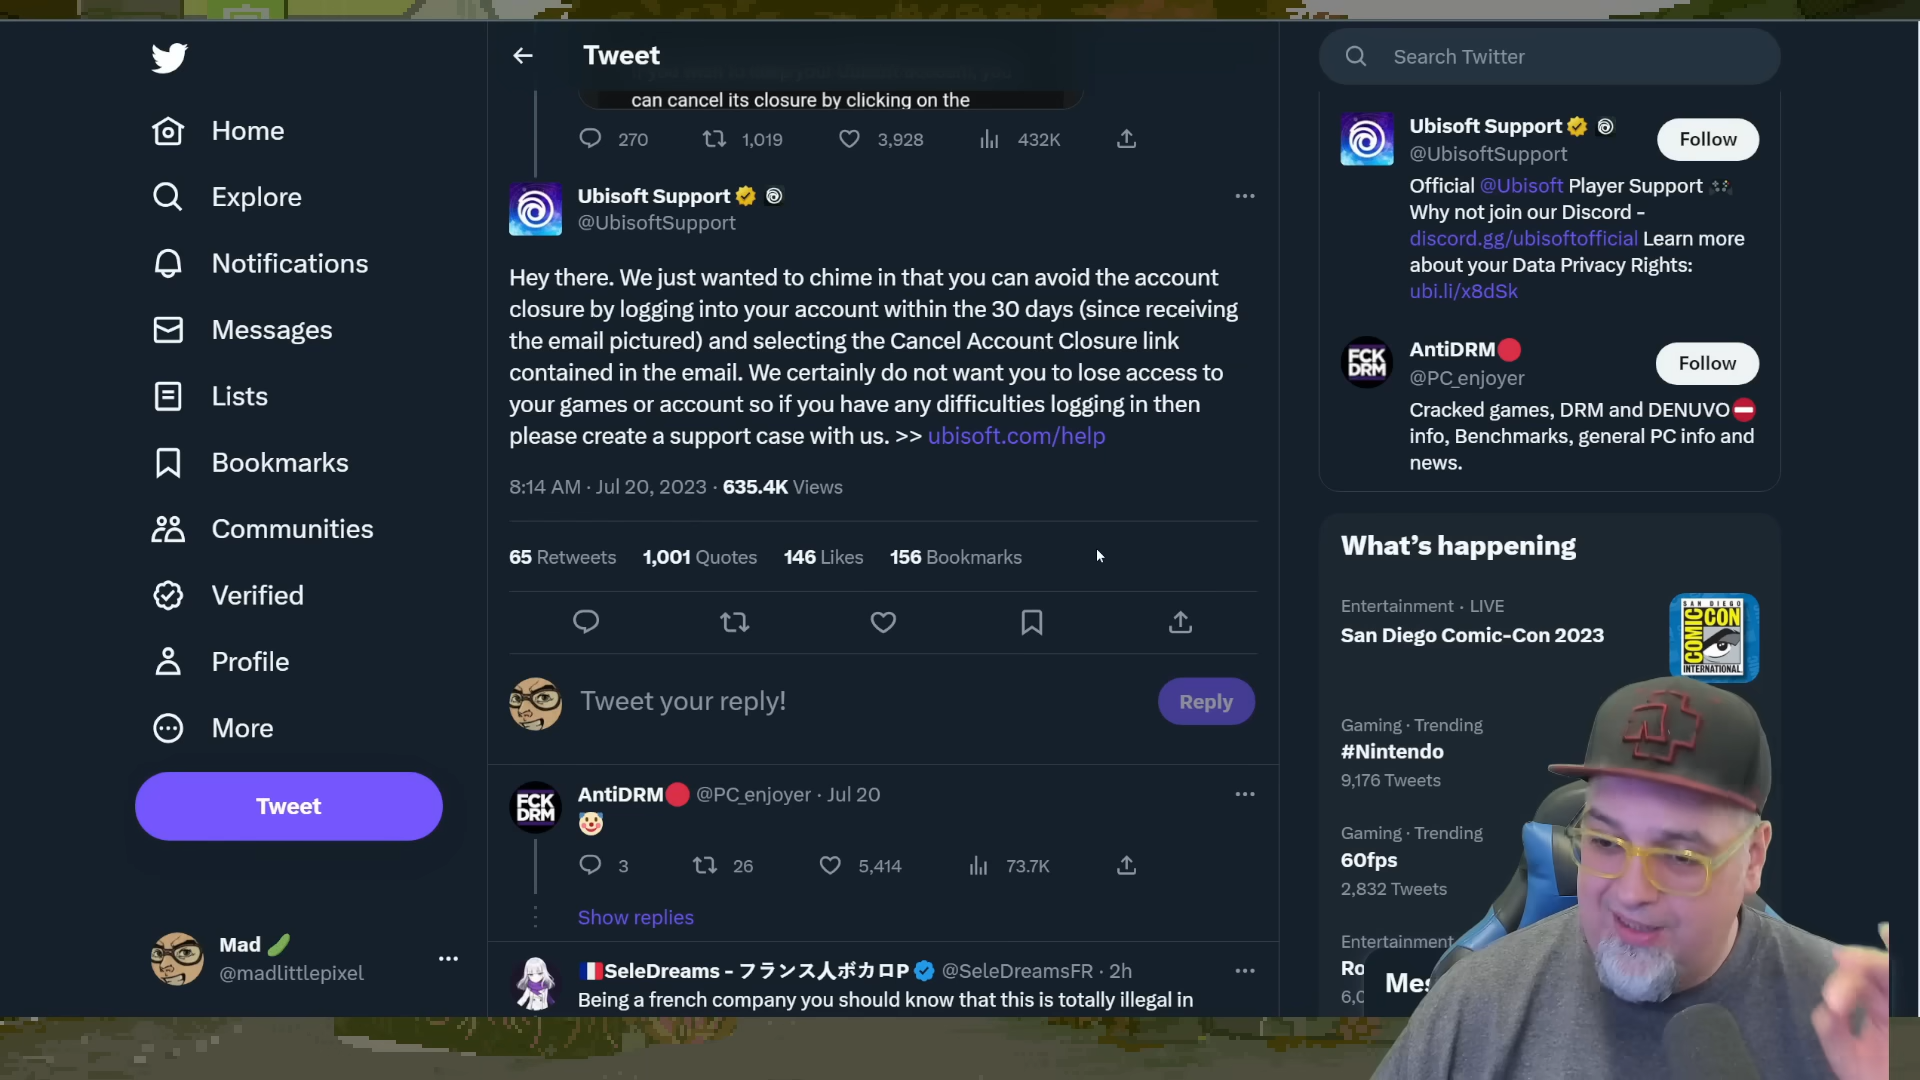 Home
Explore
Notifications
Messages
Lists
Bookmarks
Communities
Verified
Profile
More
Tweet
Mad
@madlittlepixel
Tweet
can cancel its closure by clicking on the
270 1,019 3,928 432K
Ubisoft Support
@UbisoftSupport
Hey there. We just wanted to chime in that you can avoid the account
closure by logging into your account within the 30 days (since receiving
the email pictured) and selecting the Cancel Account Closure link
contained in the email. We certainly do not want you to lose access to
your games or account so if you have any difficulties logging in then
please create a support case with us. >> ubisoft.com/help
8:14 AM · Jul 20, 2023 · 635.4K Views
65 Retweets 1,001 Quotes 146 Likes 156 Bookmarks
Tweet your reply!
Reply
FCK
DRM
AntiDRM🔴 @PC_enjoyer · Jul 20
🤡
3 26 5,414 73.7K
Show replies
🇫🇷SeleDreams - フランス人ボカロP @SeleDreamsFR · 2h
Being a french company you should know that this is totally illegal in
Search Twitter
Ubisoft Support
@UbisoftSupport
Follow
Official @Ubisoft Player Support 🎮
Why not join our Discord -
discord.gg/ubisoftofficial Learn more
about your Data Privacy Rights:
ubi.li/x8dSk
FCK
DRM
AntiDRM🔴
@PC_enjoyer
Follow
Cracked games, DRM and DENUVO⛔
info, Benchmarks, general PC info and
news.
What's happening
Entertainment · LIVE
San Diego Comic-Con 2023
SAN DIEGO
COMIC CON
INTERNATIONAL
Gaming · Trending
#Nintendo
9,176 Tweets
Gaming · Trending
60fps
2,832 Tweets
Entertainment